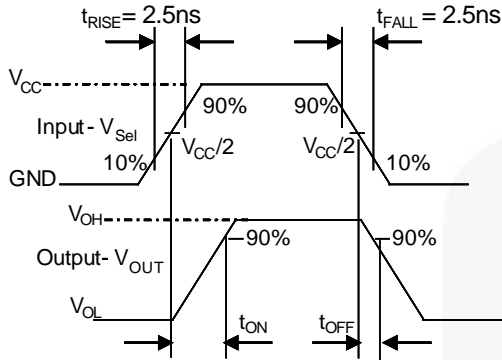 tRISE = 2.5ns tFALL = 2.5ns
VCC
90% 90%
Input- VSel VCC/2 VCC/2
10% 10%
GND
VOH
90% 90%
Output- VOUT
VOL
tON tOFF